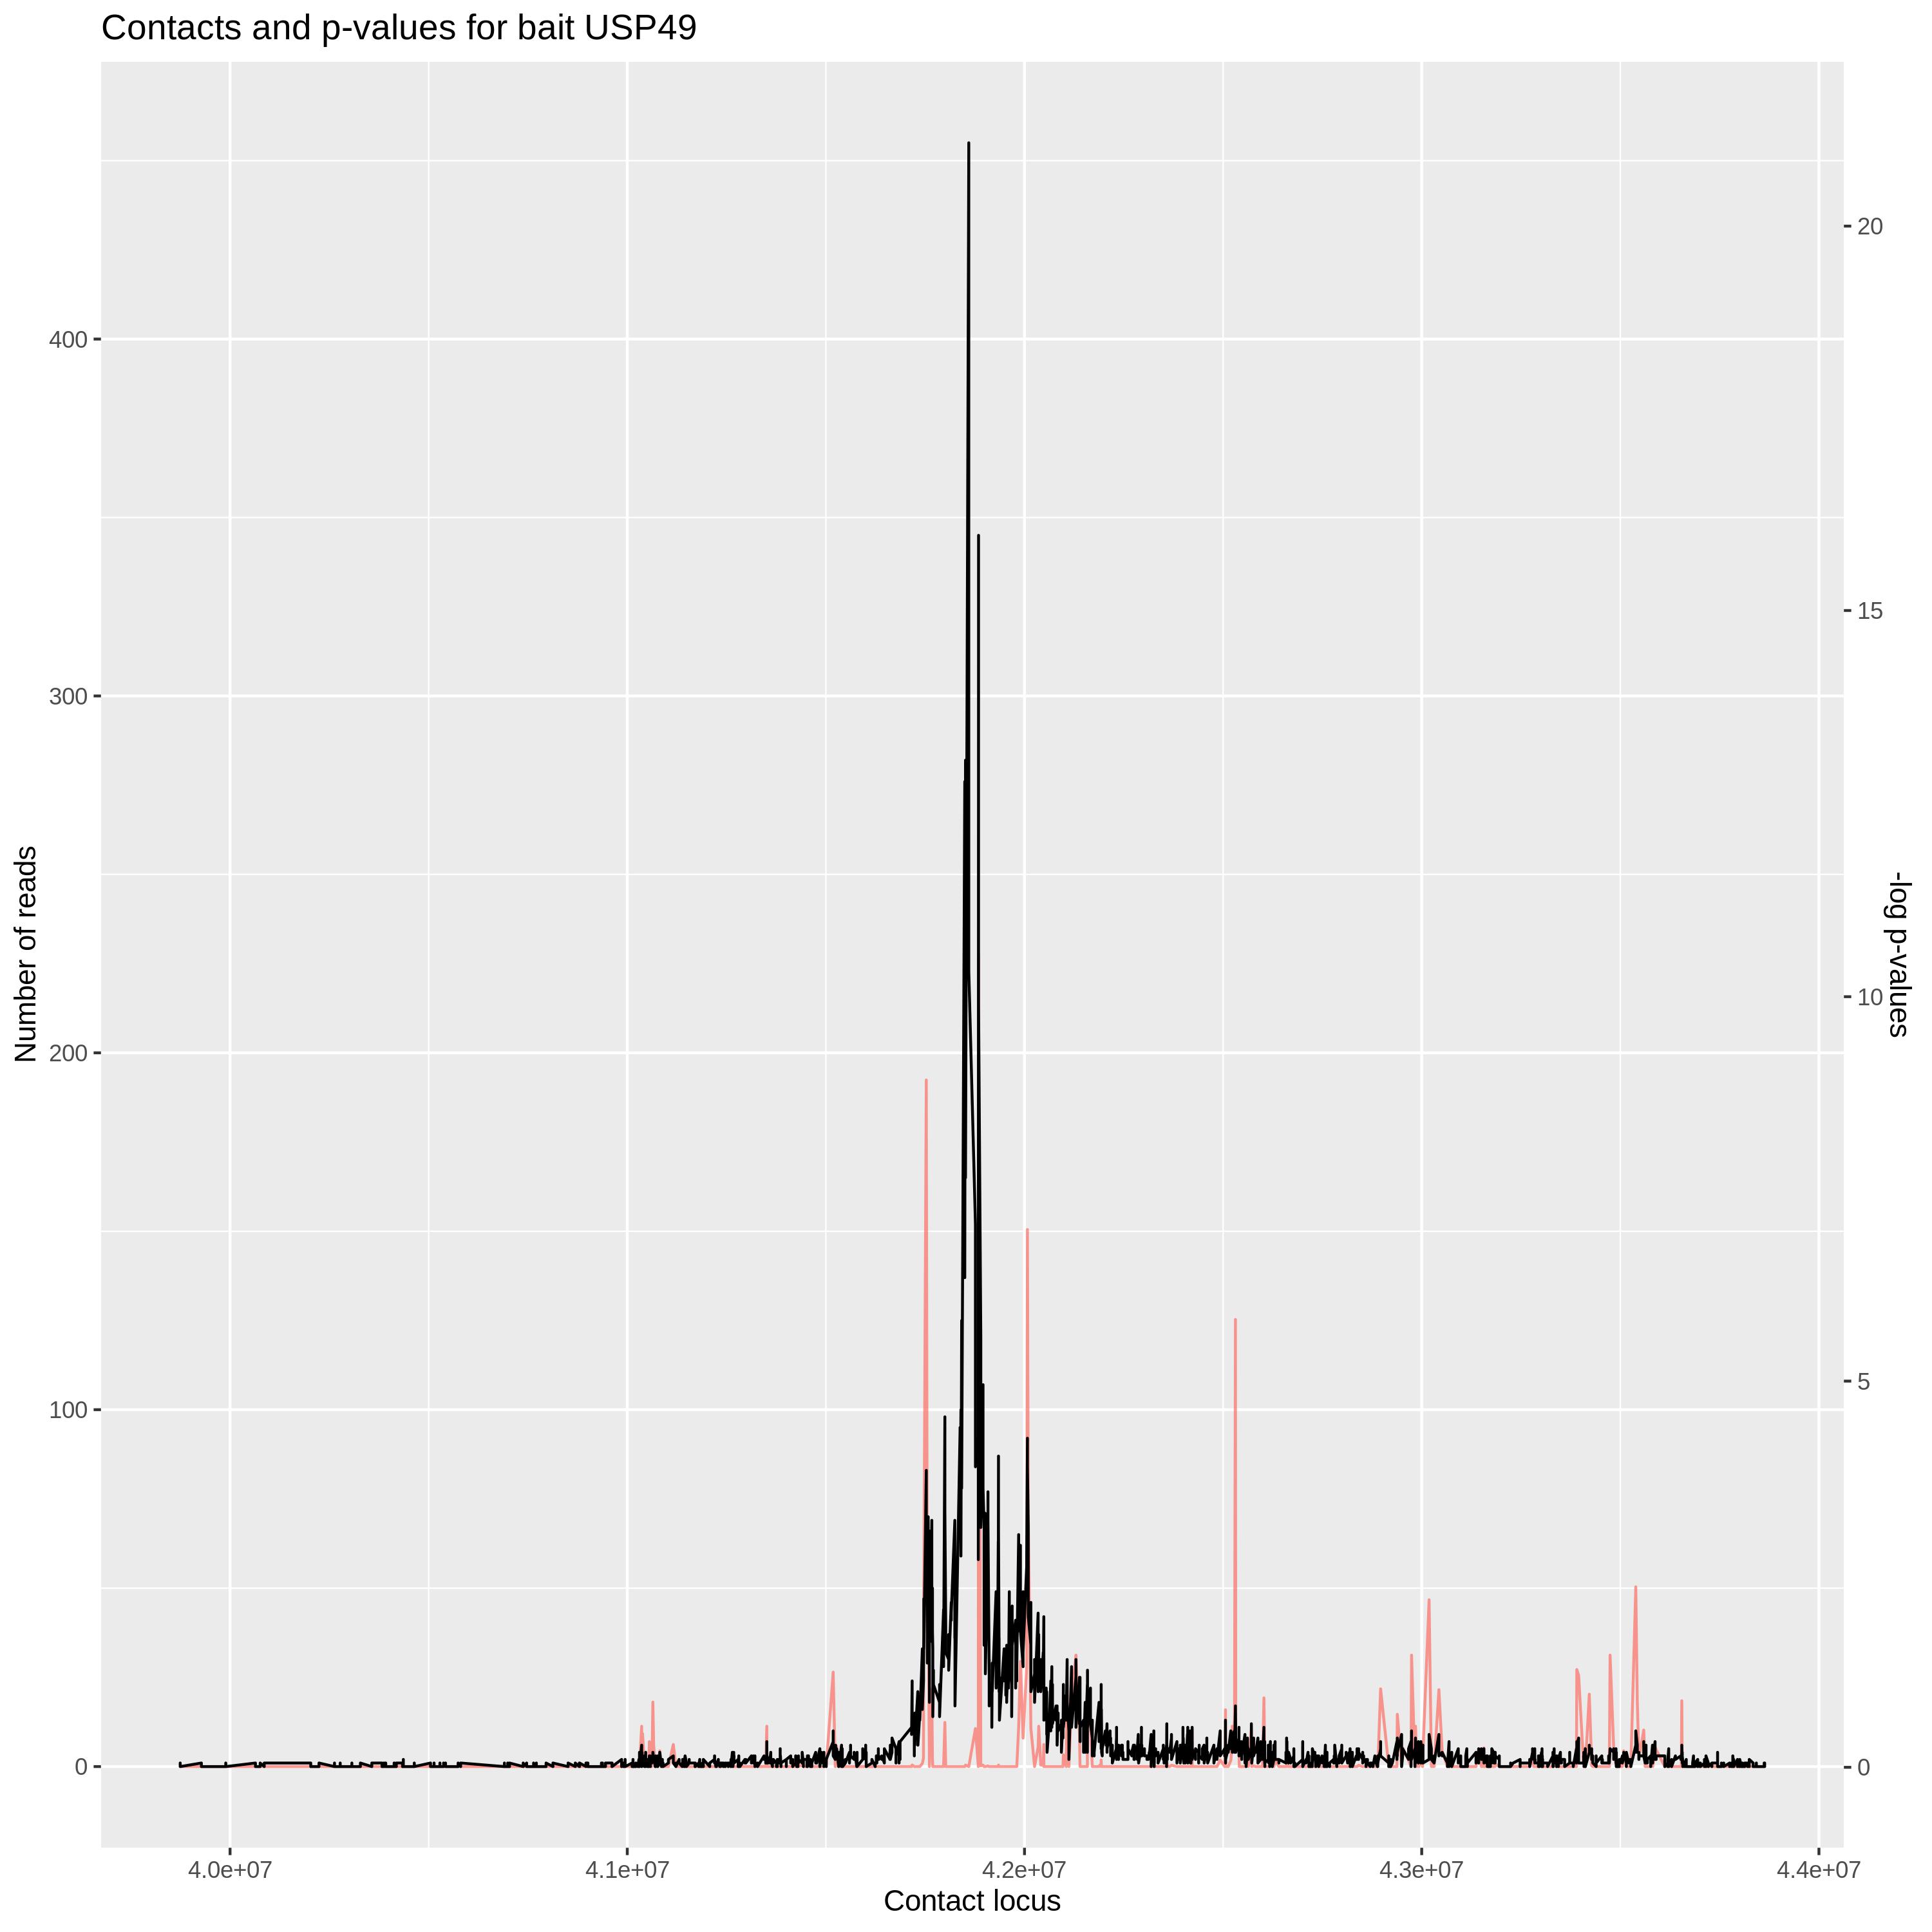 Contacts and p-values for bait USP49
Number of reads
400
300
200
100
0
20
15
10
5
0
-log p-values
4.0e+07
4.1e+07
4.2e+07
4.3e+07
4.4e+07
Contact locus